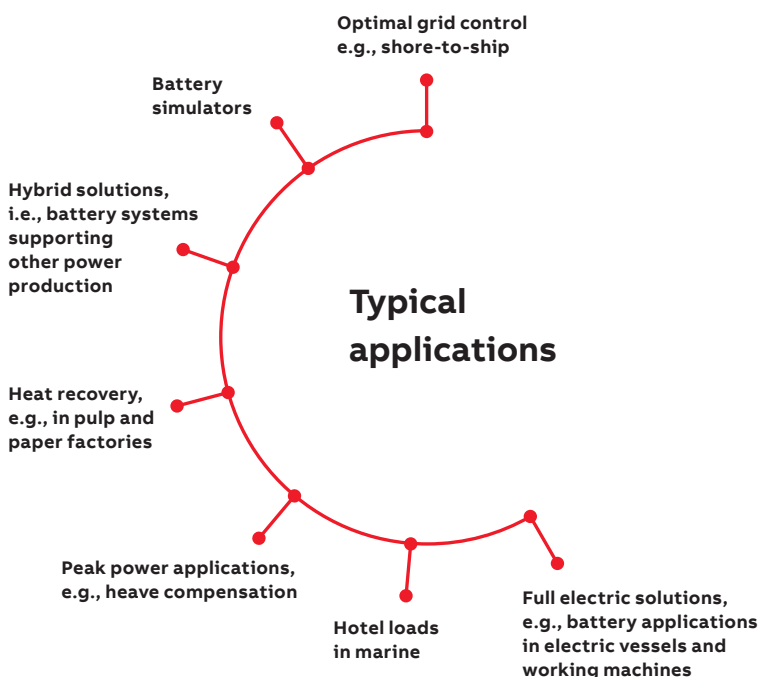 Optimal grid control
e.g., shore-to-ship
Battery
simulators
Hybrid solutions,
i.e., battery systems
supporting
other power
production
Typical
applications
Heat recovery,
e.g., in pulp and
paper factories
Peak power applications,
e.g., heave compensation
Hotel loads
in marine
Full electric solutions,
e.g., battery applications
in electric vessels and
working machines